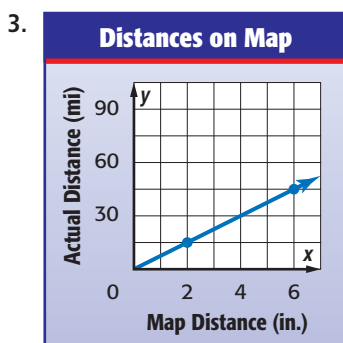 3.
Distances on Map
Actual Distance (mi)
y
90
60
30
x
0 2 4 6
Map Distance (in.)